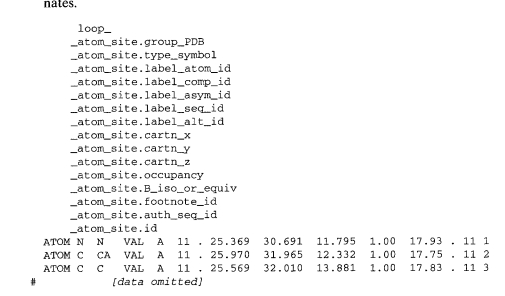 nates.
loop_
_atom_site.group_PDB
_atom_site.type_symbol
_atom_site.label_atom_id
_atom_site.label_comp_id
_atom_site.label_asym_id
_atom_site.label_seq_id
_atom_site.label_alt_id
_atom_site.cartn_x
_atom_site.cartn_y
_atom_site.cartn_z
_atom_site.occupancy
_atom_site.B_iso_or_equiv
_atom_site.footnote_id
_atom_site.auth_seq_id
_atom_site.id
ATOM N N VAL A 11 . 25.369 30.691 11.795 1.00 17.93 . 11 1
ATOM C CA VAL A 11 . 25.970 31.965 12.332 1.00 17.75 . 11 2
ATOM C C VAL A 11 . 25.569 32.010 13.881 1.00 17.83 . 11 3
# [data omitted]